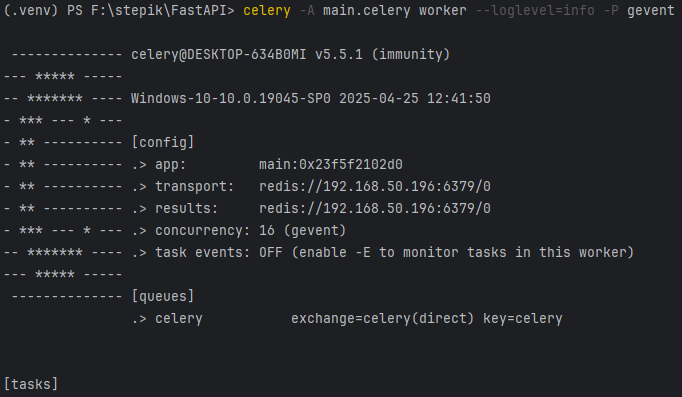 (.venv) PS F:\stepik\FastAPI> celery -A main.celery worker --loglevel=info -P gevent
 -------------- celery@DESKTOP-634B0MI v5.5.1 (immunity)
--- ***** -----
-- ******* ---- Windows-10-10.0.19045-SP0 2025-04-25 12:41:50
- *** --- * ---
- ** ---------- [config]
- ** ---------- .> app:         main:0x23f5f2102d0
- ** ---------- .> transport:   redis://192.168.50.196:6379/0
- ** ---------- .> results:     redis://192.168.50.196:6379/0
- *** --- * --- .> concurrency: 16 (gevent)
-- ******* ---- .> task events: OFF (enable -E to monitor tasks in this worker)
--- ***** -----
 -------------- [queues]
                .> celery           exchange=celery(direct) key=celery
[tasks]